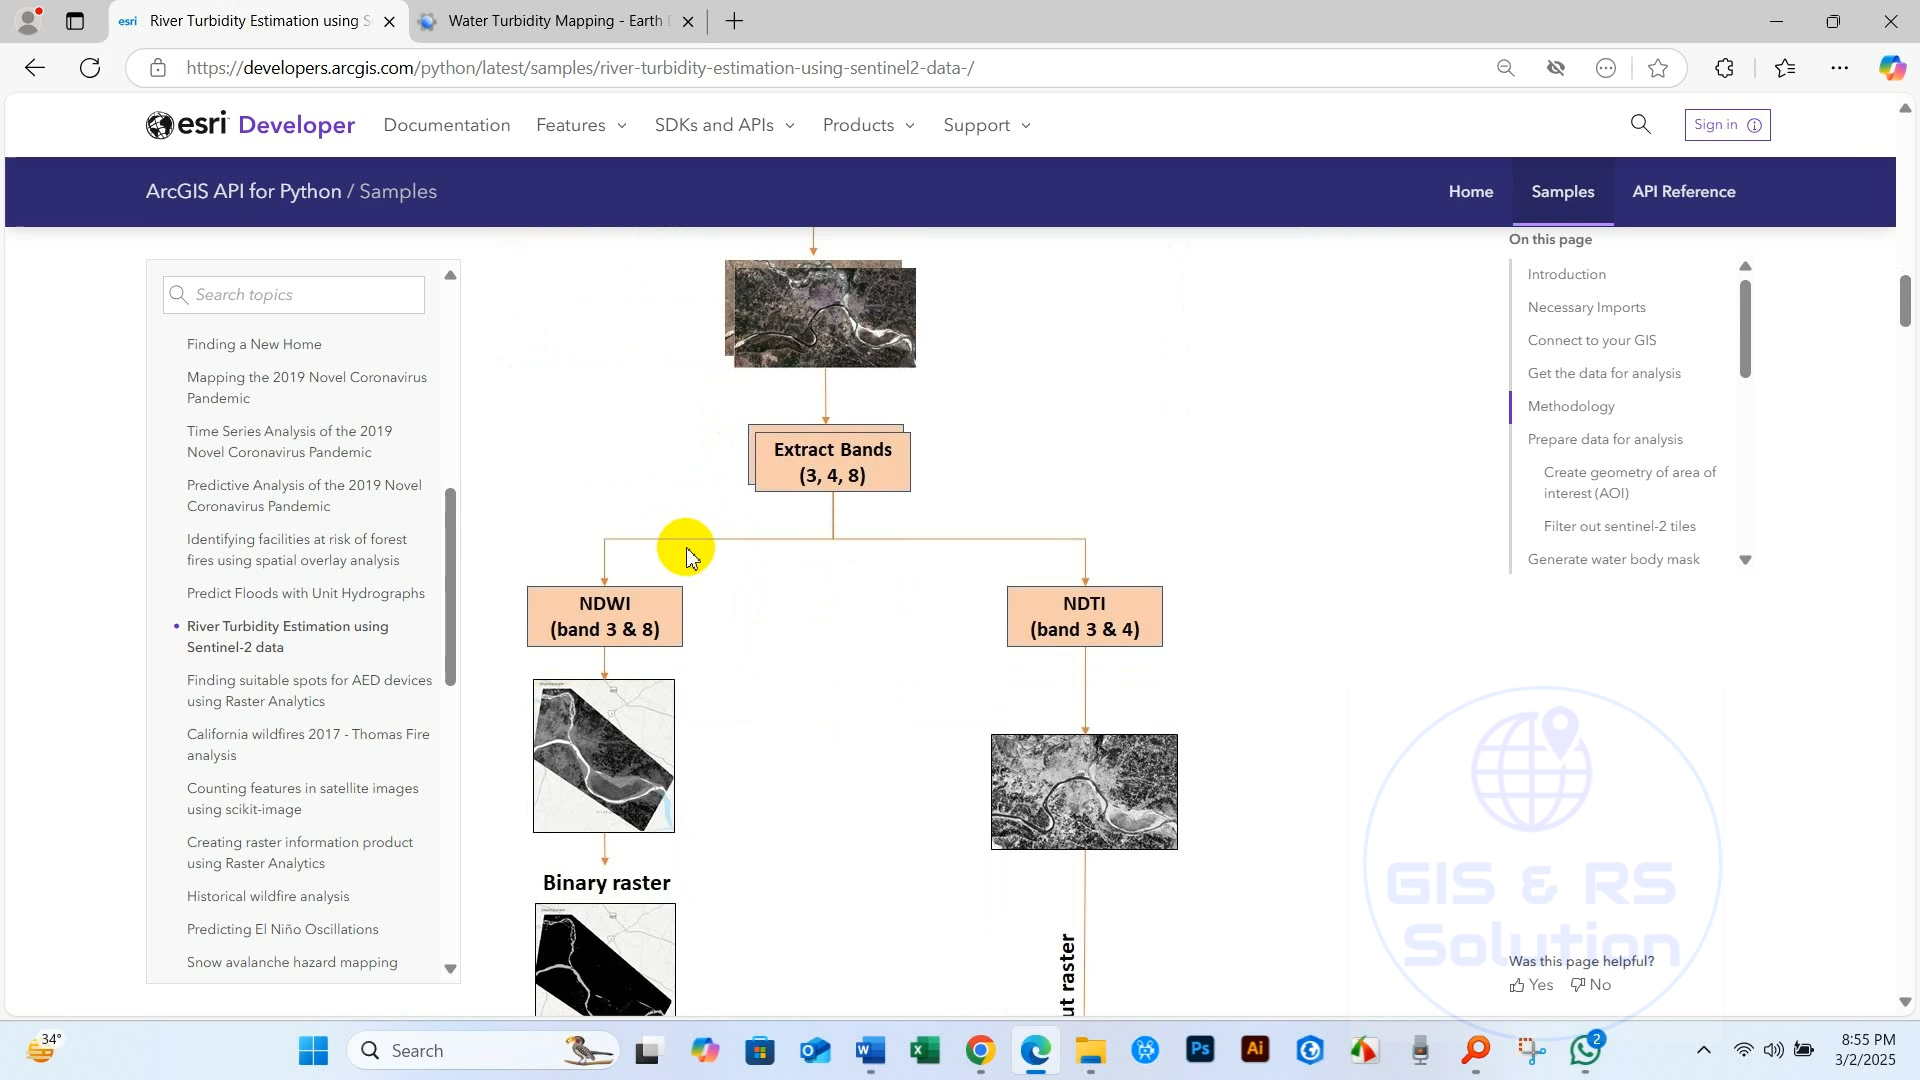 esri River Turbidity Estimation using S
Water Turbidity Mapping - Earth
https://developers.arcgis.com/python/latest/samples/river-turbidity-estimation-using-sentinel2-data-/
esri Developer
Documentation
Features
SDKs and APIs
Products
Support
Sign in
ArcGIS API for Python / Samples
Home
Samples
API Reference
Search topics
Finding a New Home
Mapping the 2019 Novel Coronavirus
Pandemic
Time Series Analysis of the 2019
Novel Coronavirus Pandemic
Predictive Analysis of the 2019 Novel
Coronavirus Pandemic
Identifying facilities at risk of forest
fires using spatial overlay analysis
Predict Floods with Unit Hydrographs
River Turbidity Estimation using
Sentinel-2 data
Finding suitable spots for AED devices
using Raster Analytics
California wildfires 2017 - Thomas Fire
analysis
Counting features in satellite images
using scikit-image
Creating raster information product
using Raster Analytics
Historical wildfire analysis
Predicting El Niño Oscillations
Snow avalanche hazard mapping
Extract Bands
(3, 4, 8)
NDWI
(band 3 & 8)
NDTI
(band 3 & 4)
Binary raster
ut raster
On this page
Introduction
Necessary Imports
Connect to your GIS
Get the data for analysis
Methodology
Prepare data for analysis
Create geometry of area of
interest (AOI)
Filter out sentinel-2 tiles
Generate water body mask
GIS & RS
Solution
Was this page helpful?
Yes
No
34°
Search
W
Ps
Ai
2
8:55 PM
3/2/2025